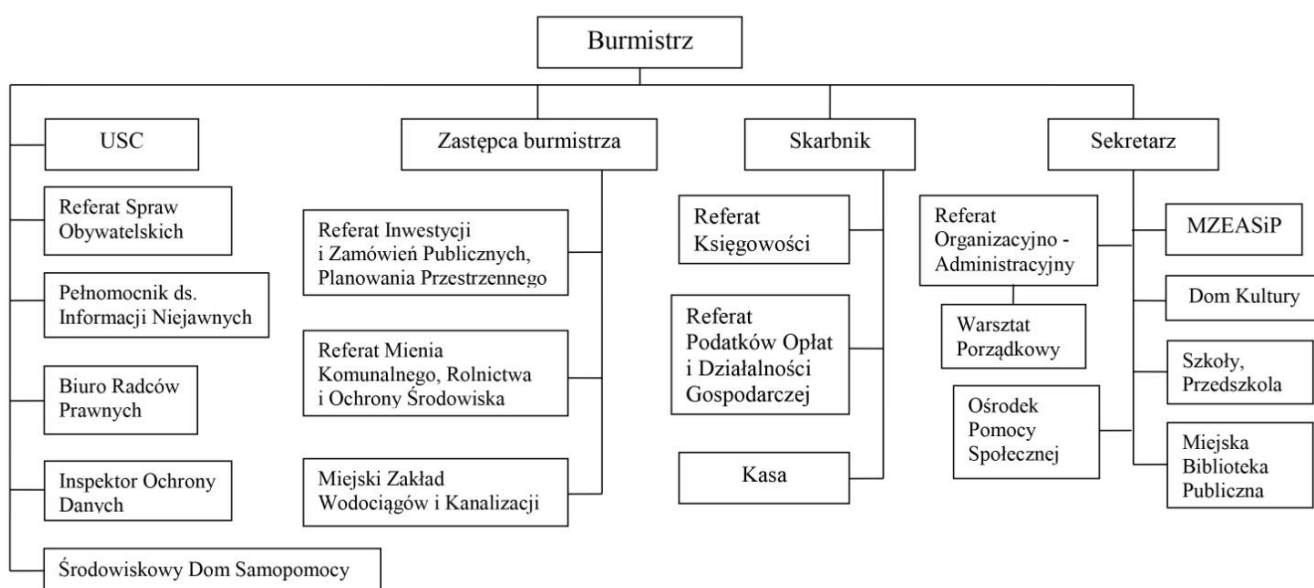 Burmistrz
USC
Referat Spraw
Obywatelskich
Pełnomocnik ds.
Informacji Niejawnych
Biuro Radców
Prawnych
Inspektor Ochrony
Danych
Środowiskowy Dom Samopomocy
Zastępca burmistrza
Referat Inwestycji
i Zamówień Publicznych,
Planowania Przestrzennego
Referat Mienia
Komunalnego, Rolnictwa
i Ochrony Środowiska
Miejski Zakład
Wodociągów i Kanalizacji
Skarbnik
Referat
Księgowości
Referat
Podatków Opłat
i Działalności
Gospodarczej
Kasa
Sekretarz
Referat
Organizacyjno -
Administracyjny
Warsztat
Porządkowy
Ośrodek
Pomocy
Społecznej
MZEASiP
Dom Kultury
Szkoły,
Przedszkola
Miejska
Biblioteka
Publiczna